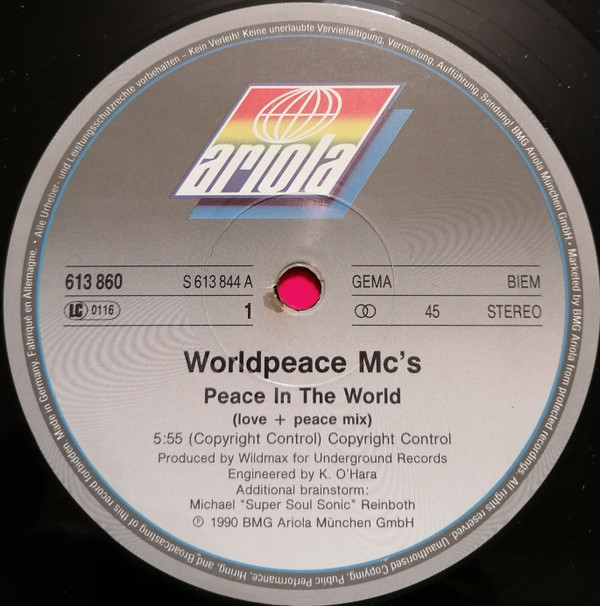 Alle Urheber- und Leistungsschutzrechte vorbehalten – Kein Verleih! Keine unerlaubte Vervielfältigung, Vermietung, Aufführung, Sendung! BMG Ariola München GmbH • Marketed by BMG Ariola from protected recordings. All rights reserved. Unauthorised Copying, Public Performance, Hiring, and Broadcasting of this record forbidden. Made in Germany. Fabriqué en Allemagne. •
ariola
613 860 S 613 844 A GEMA BIEM
LC 0116 1 45 STEREO
Worldpeace Mc's
Peace In The World
(love + peace mix)
5:55 (Copyright Control) Copyright Control
Produced by Wildmax for Underground Records
Engineered by K. O'Hara
Additional brainstorm:
Michael "Super Soul Sonic" Reinboth
℗ 1990 BMG Ariola München GmbH